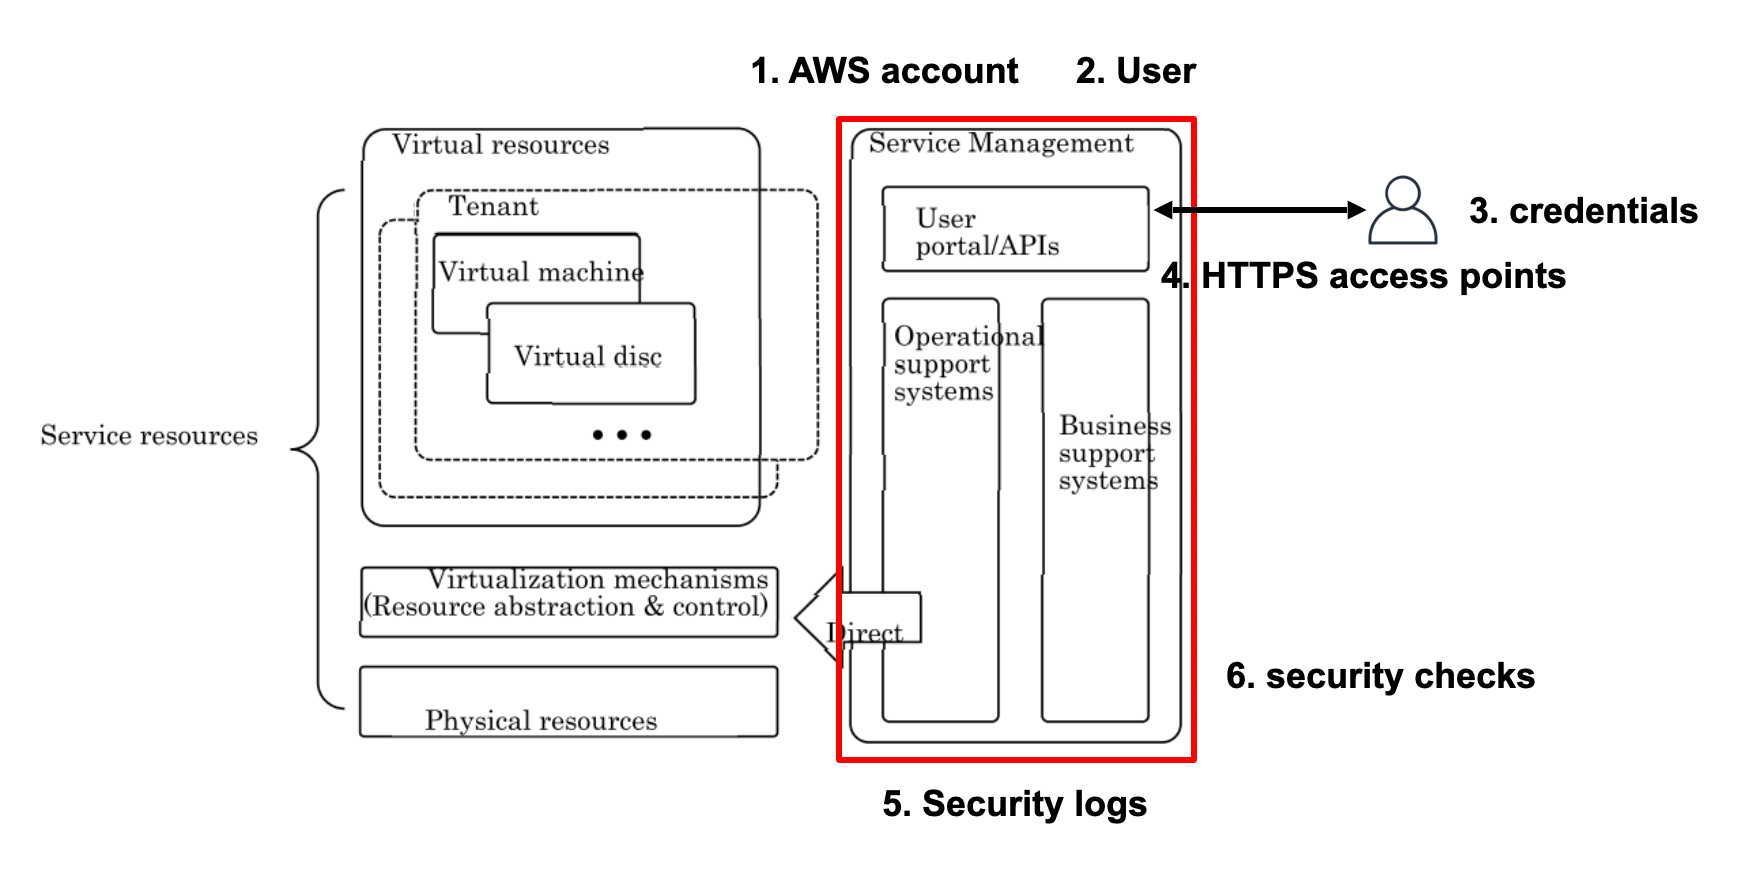 1. AWS account
2. User
Virtual resources
Service Management
Tenant
User
portal/APIs
3. credentials
Virtual machine
4. HTTPS access points
Virtual disc
Operational
support
systems
Business
support
systems
Service resources
Virtualization mechanisms
(Resource abstraction & control)
Direct
6. security checks
Physical resources
5. Security logs